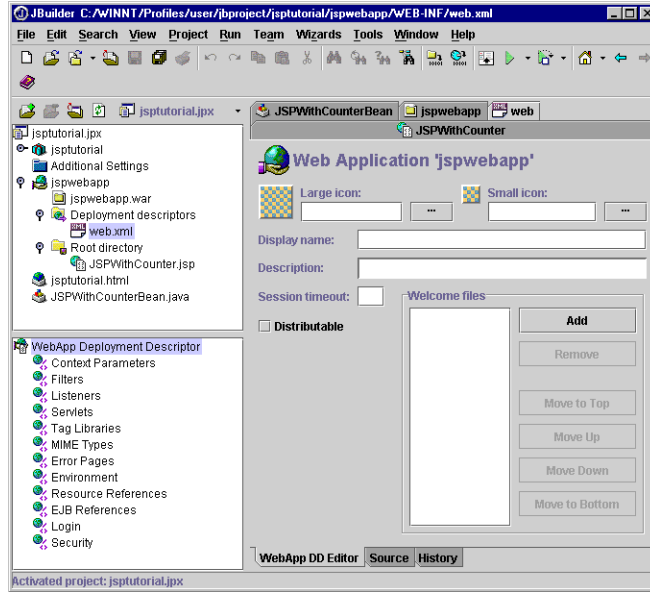 JBuilder C:/WINNT/Profiles/user/jbproject/jsptutorial/jspwebapp/WEB-INF/web.xml
File Edit Search View Project Run Team Wizards Tools Window Help
jsptutorial.jpx
JSPWithCounterBean jspwebapp web
JSPWithCounter
jsptutorial.jpx
jsptutorial
Additional Settings
jspwebapp
jspwebapp.war
Deployment descriptors
web.xml
Root directory
JSPWithCounter.jsp
jsptutorial.html
JSPWithCounterBean.java
WebApp Deployment Descriptor
Context Parameters
Filters
Listeners
Servlets
Tag Libraries
MIME Types
Error Pages
Environment
Resource References
EJB References
Login
Security
Web Application 'jspwebapp'
Large icon: ... Small icon: ...
Display name:
Description:
Session timeout: Welcome files
Distributable
Add
Remove
Move to Top
Move Up
Move Down
Move to Bottom
WebApp DD Editor Source History
Activated project: jsptutorial.jpx